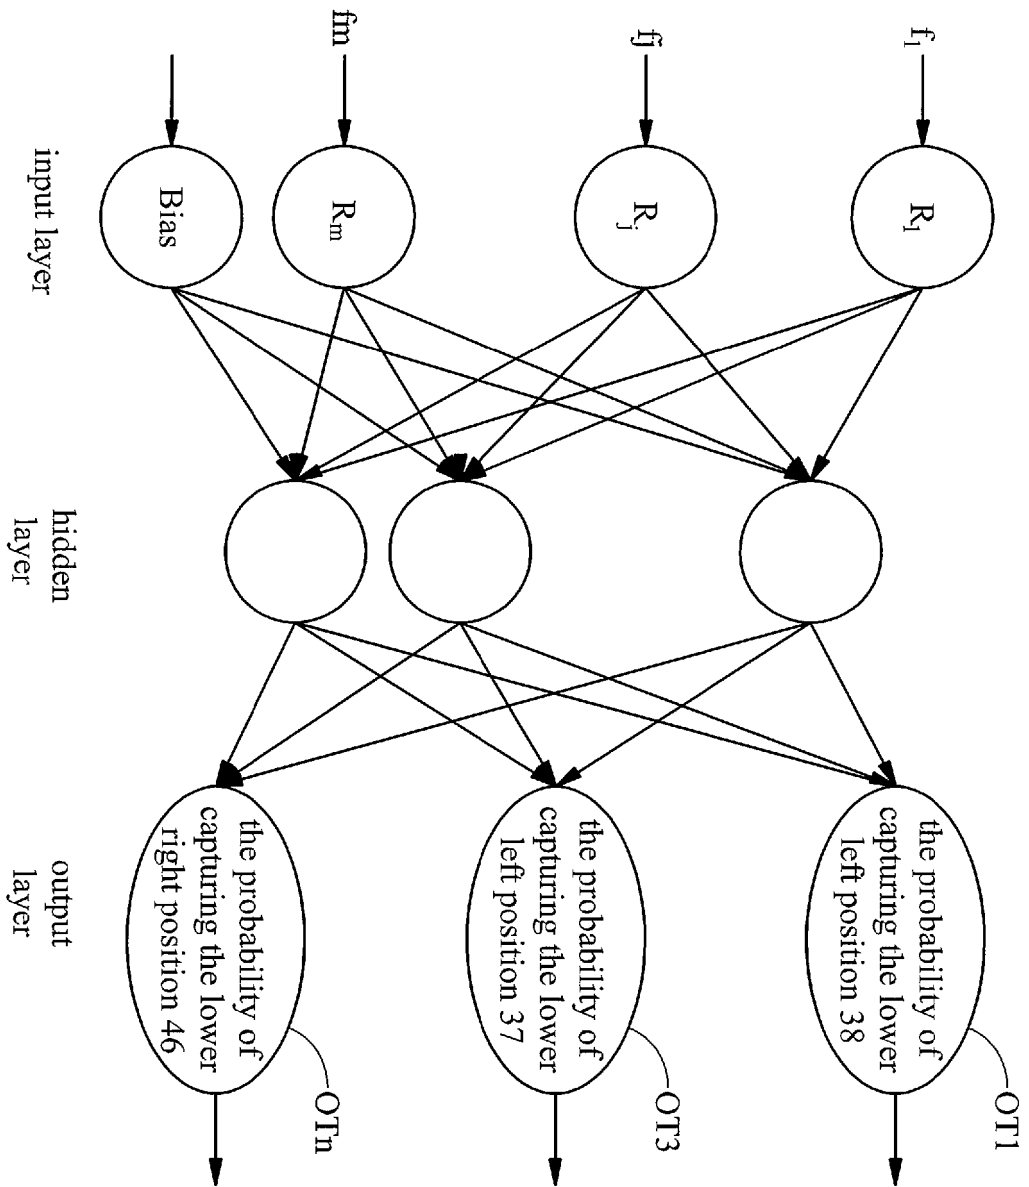 f1
R1
the probability of
capturing the lower
left position 38
OT1
fj
Rj
the probability of
capturing the lower
left position 37
OT3
fm
Rm
Bias
the probability of
capturing the lower
right position 46
OTn
input layer
hidden
layer
output
layer